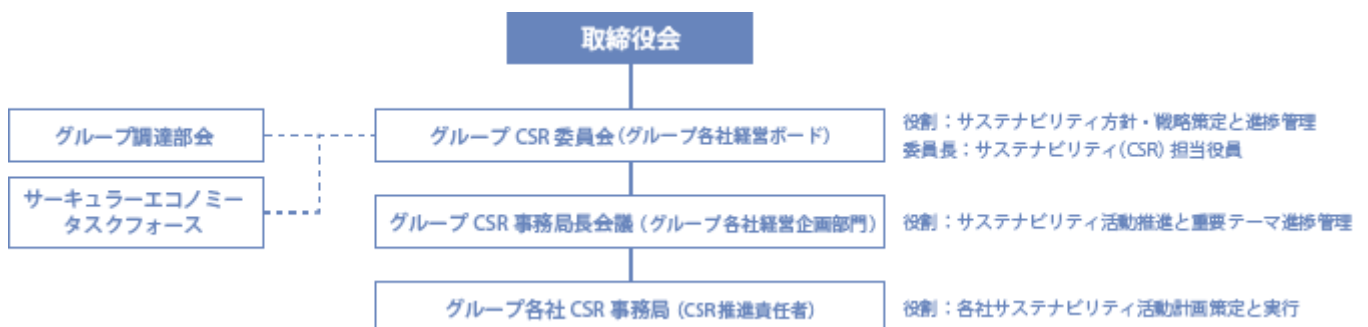 取締役会
グループ調達部会
グループ CSR 委員会(グループ各社経営ボード)
役割：サステナビリティ方針・戦略策定と進捗管理
委員長：サステナビリティ(CSR) 担当役員
サーキュラーエコノミー
タスクフォース
グループ CSR 事務局長会議 (グループ各社経営企画部門)
役割：サステナビリティ活動推進と重要テーマ進捗管理
グループ各社 CSR 事務局 (CSR推進責任者)
役割：各社サステナビリティ活動計画策定と実行